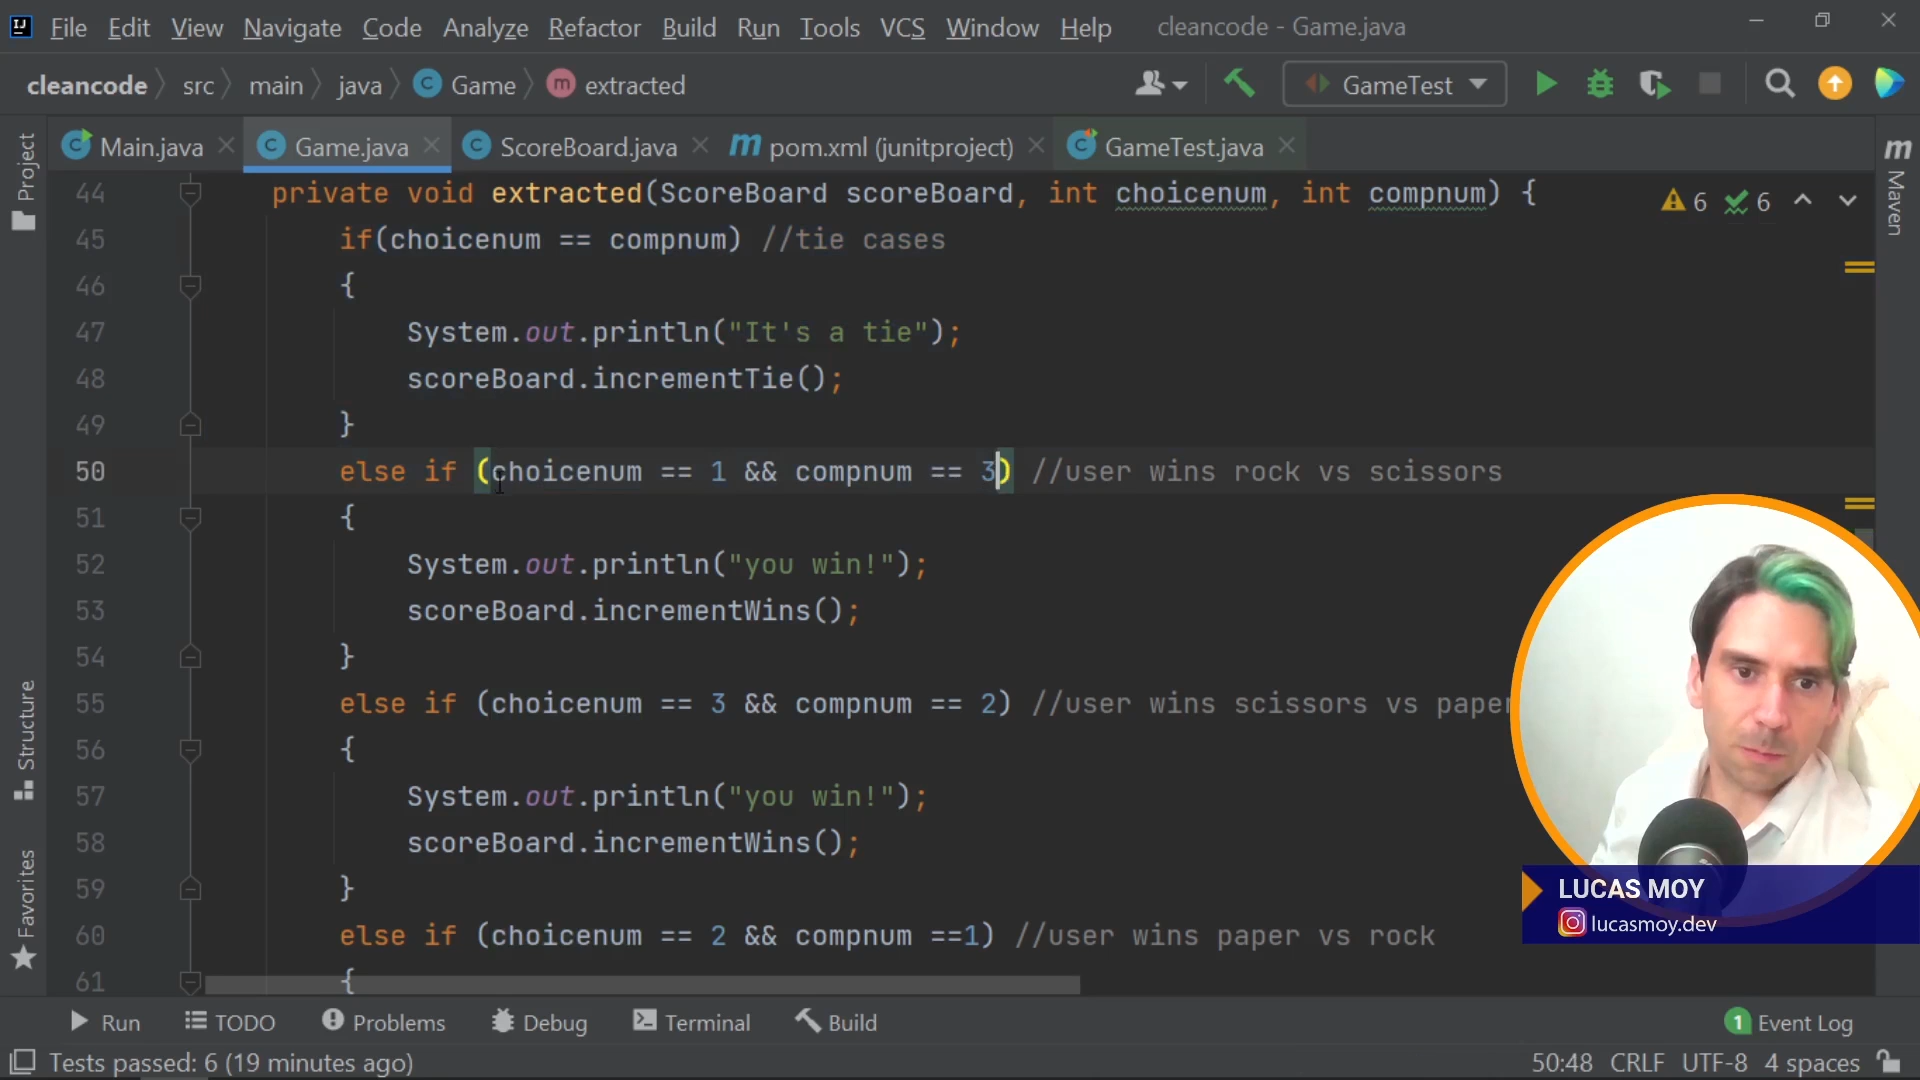 File Edit View Navigate Code Analyze Refactor Build Run Tools VCS Window Help cleancode - Game.java
cleancode src main java C Game m extracted GameTest
Main.java Game.java ScoreBoard.java pom.xml (junitproject) GameTest.java
Project
Structure
Favorites
Maven
44 private void extracted(ScoreBoard scoreBoard, int choicenum, int compnum) { 6 6
45 if(choicenum == compnum) //tie cases
46 {
47 System.out.println("It's a tie");
48 scoreBoard.incrementTie();
49 }
50 else if (choicenum == 1 && compnum == 3) //user wins rock vs scissors
51 {
52 System.out.println("you win!");
53 scoreBoard.incrementWins();
54 }
55 else if (choicenum == 3 && compnum == 2) //user wins scissors vs paper
56 {
57 System.out.println("you win!");
58 scoreBoard.incrementWins();
59 }
60 else if (choicenum == 2 && compnum ==1) //user wins paper vs rock
61 {
LUCAS MOY
lucasmoy.dev
Run TODO Problems Debug Terminal Build 1 Event Log
Tests passed: 6 (19 minutes ago) 50:48 CRLF UTF-8 4 spaces